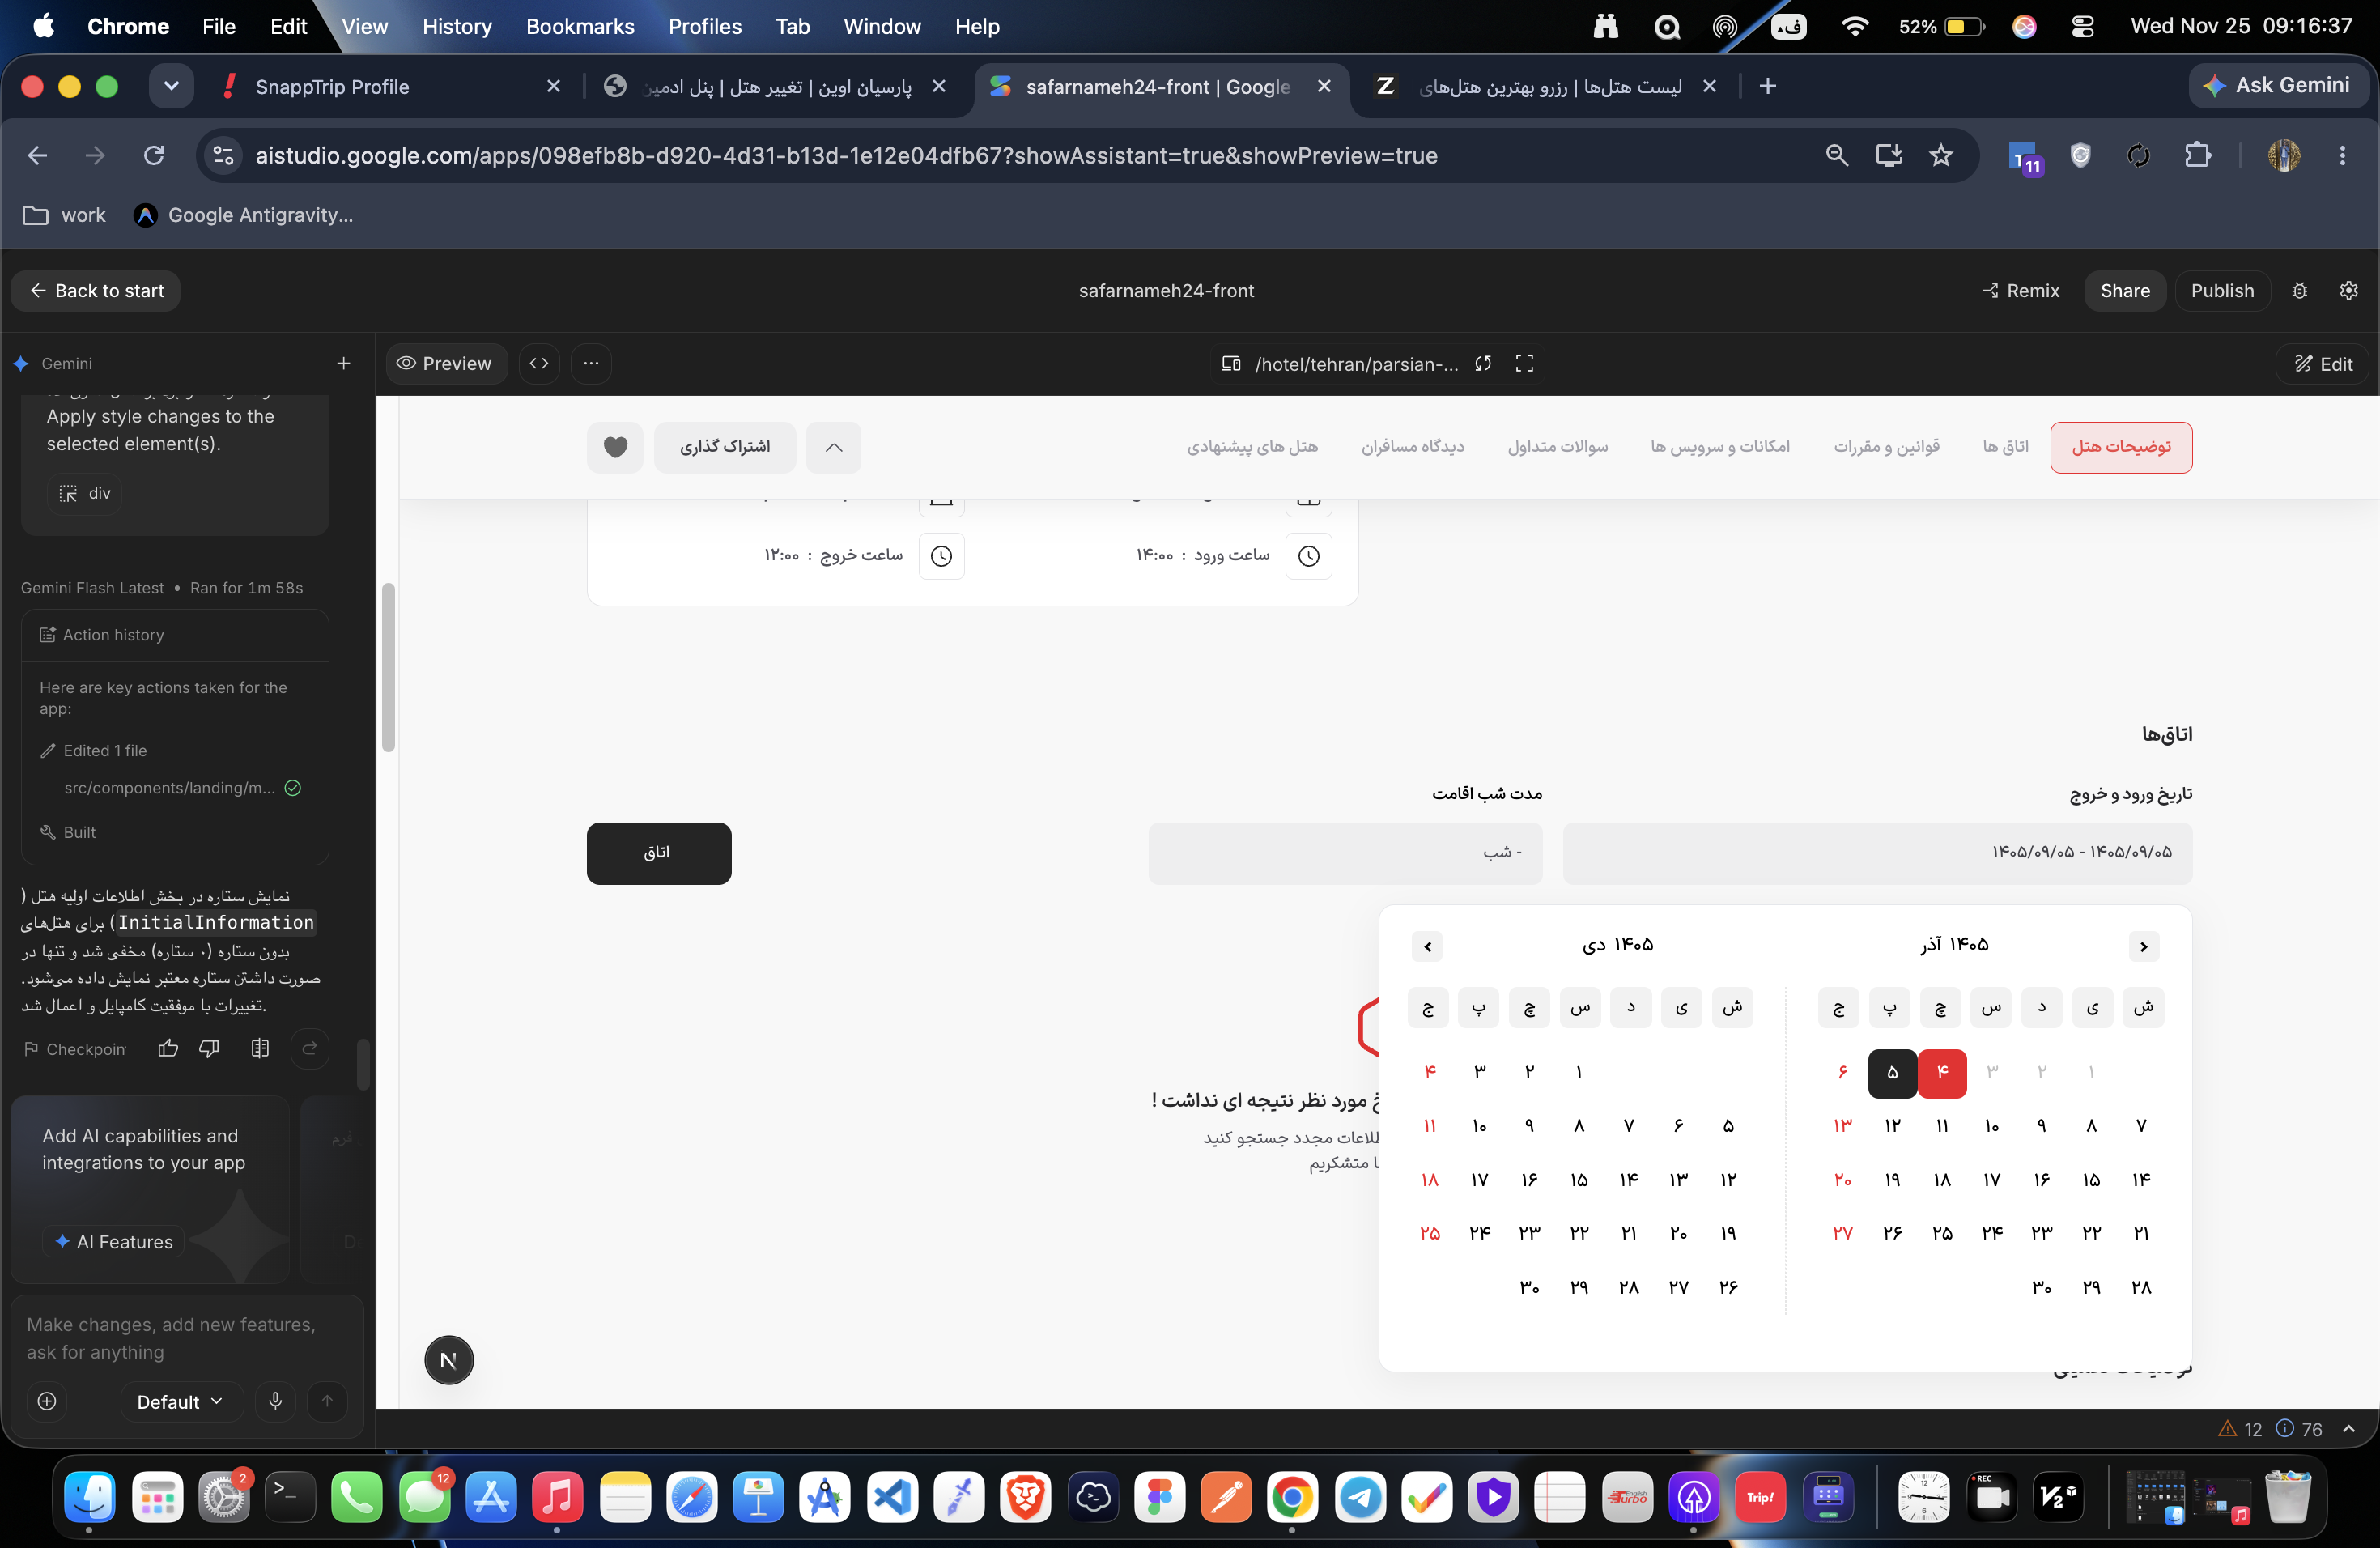 Chrome File Edit View History Bookmarks Profiles Tab Window Help
52% Wed Nov 25 09:16:37
SnappTrip Profile
پارسیان اوین | تغییر هتل | پنل ادمین
safarnameh24-front | Google
لیست هتل‌ها | رزرو بهترین هتل‌های
Ask Gemini
aistudio.google.com/apps/098efb8b-d920-4d31-b13d-1e12e04dfb67?showAssistant=true&showPreview=true
11
work
Google Antigravity...
Back to start
safarnameh24-front
Remix
Share
Publish
Gemini
Preview
/hotel/tehran/parsian-...
Edit
Apply style changes to the
selected element(s).
div
Gemini Flash Latest • Ran for 1m 58s
Action history
Here are key actions taken for the
app:
Edited 1 file
src/components/landing/m...
Built
نمایش ستاره در بخش اطلاعات اولیه هتل (
InitialInformation) برای هتل‌های
بدون ستاره (۰ ستاره) مخفی شد و تنها در
صورت داشتن ستاره معتبر نمایش داده می‌شود.
تغییرات با موفقیت کامپایل و اعمال شد.
Checkpoin
Add AI capabilities and
integrations to your app
AI Features
Make changes, add new features,
ask for anything
Default
توضیحات هتل
اتاق ها
قوانین و مقررات
امکانات و سرویس ها
سوالات متداول
دیدگاه مسافران
هتل های پیشنهادی
اشتراک گذاری
ساعت ورود : ۱۴:۰۰
ساعت خروج : ۱۲:۰۰
اتاق‌ها
تاریخ ورود و خروج
مدت شب اقامت
۱۴۰۵/۰۹/۰۵ - ۱۴۰۵/۰۹/۰۵
- شب
اتاق
۱۴۰۵ آذر
ش ی د س چ پ ج
۱ ۲ ۳ ۴ ۵ ۶
۷ ۸ ۹ ۱۰ ۱۱ ۱۲ ۱۳
۱۴ ۱۵ ۱۶ ۱۷ ۱۸ ۱۹ ۲۰
۲۱ ۲۲ ۲۳ ۲۴ ۲۵ ۲۶ ۲۷
۲۸ ۲۹ ۳۰
۱۴۰۵ دی
ش ی د س چ پ ج
۱ ۲ ۳ ۴
۵ ۶ ۷ ۸ ۹ ۱۰ ۱۱
۱۲ ۱۳ ۱۴ ۱۵ ۱۶ ۱۷ ۱۸
۱۹ ۲۰ ۲۱ ۲۲ ۲۳ ۲۴ ۲۵
۲۶ ۲۷ ۲۸ ۲۹ ۳۰
مورد نظر نتیجه ای نداشت !
مجدد جستجو کنید
متشکریم
N
12
76
2
12
English Turbo
Trip!
REC
V2